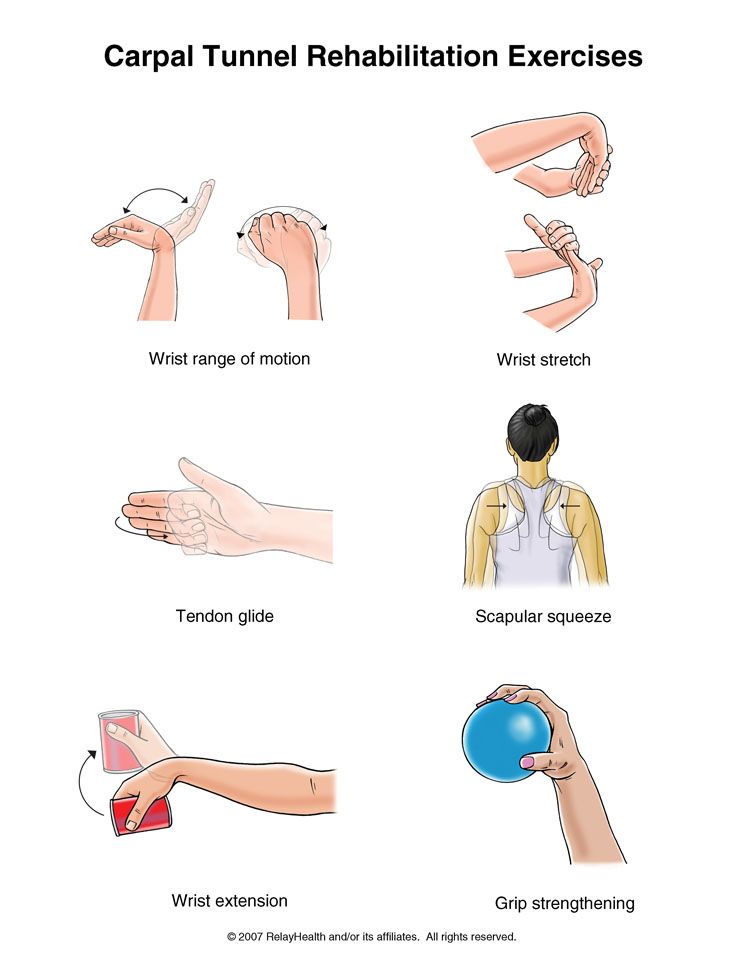 Carpal Tunnel Rehabilitation Exercises
Wrist range of motion
Wrist stretch
Tendon glide
Scapular squeeze
Wrist extension
Grip strengthening
© 2007 RelayHealth and/or its affiliates.  All rights reserved.